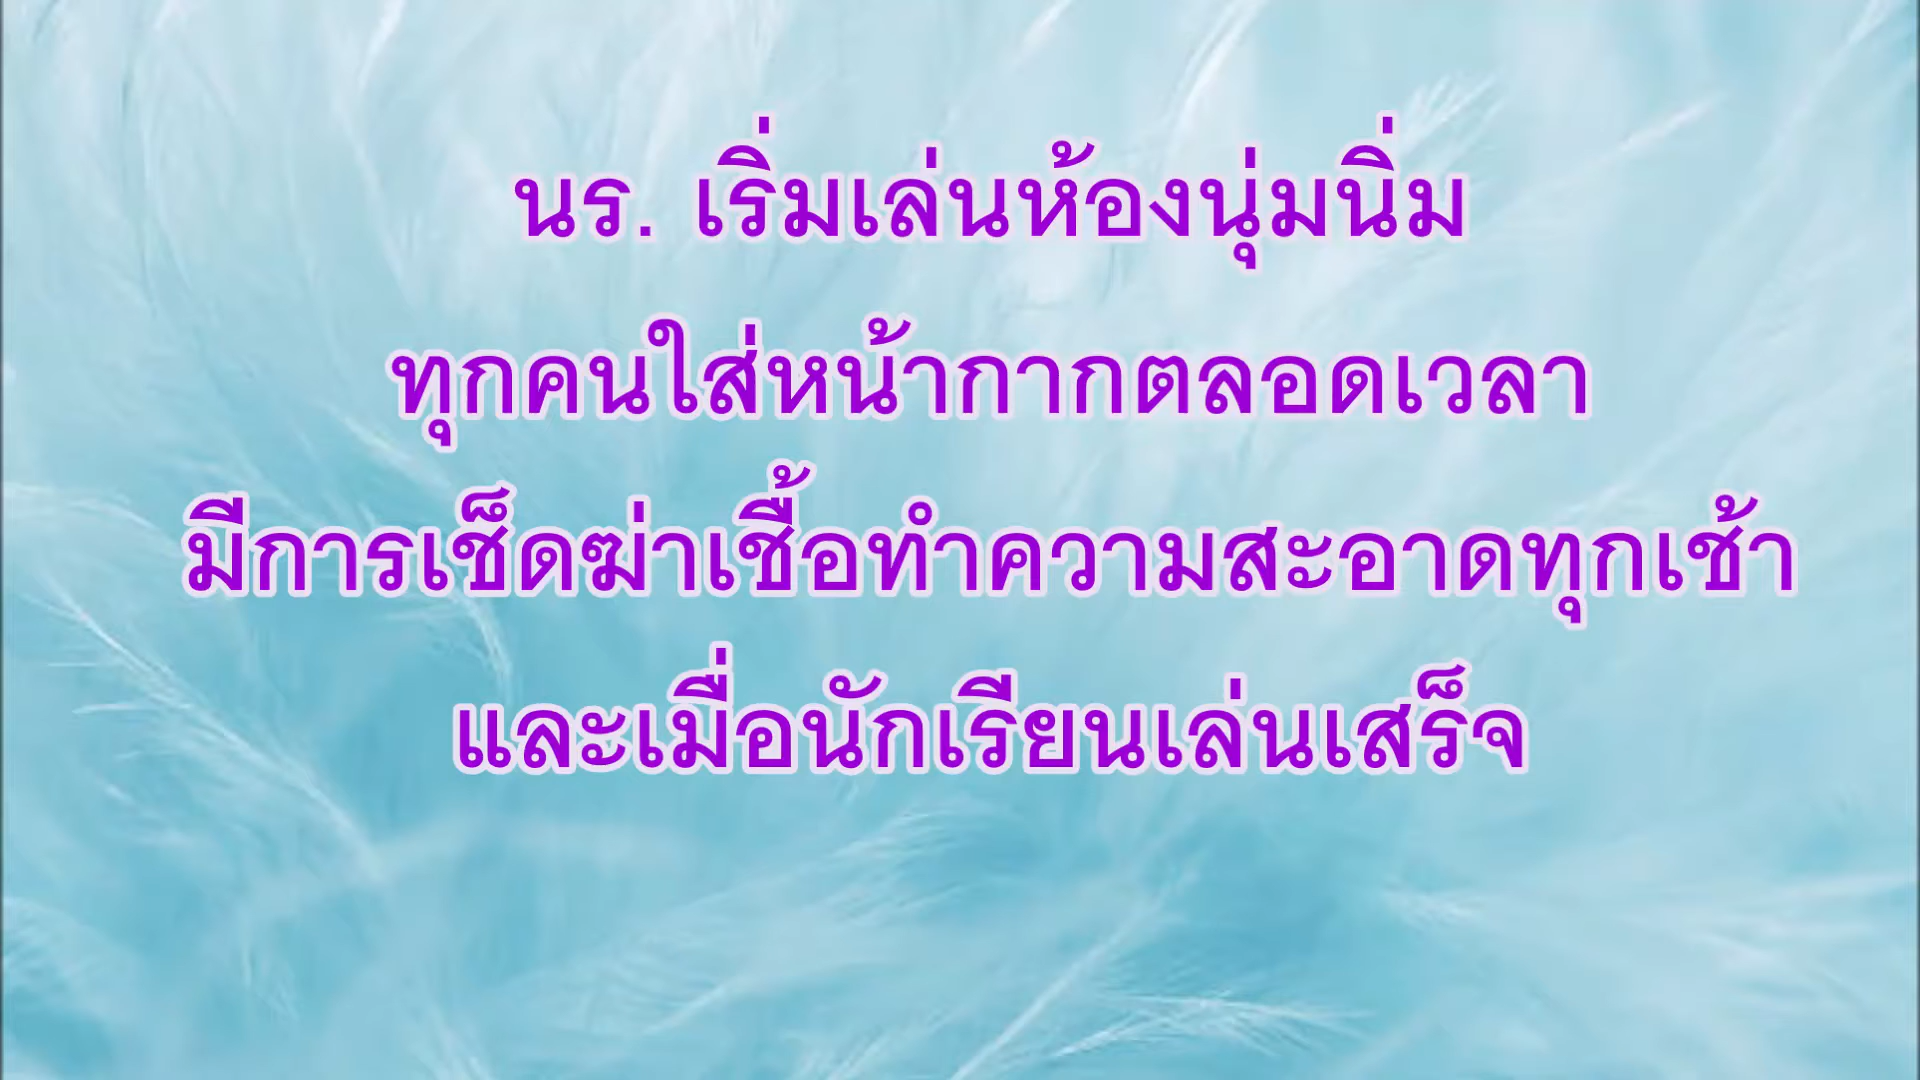 นร. เริ่มเล่นห้องนุ่มนิ่ม
ทุกคนใส่หน้ากากตลอดเวลา
มีการเช็ดฆ่าเชื้อทำความสะอาดทุกเช้า
และเมื่อนักเรียนเล่นเสร็จ